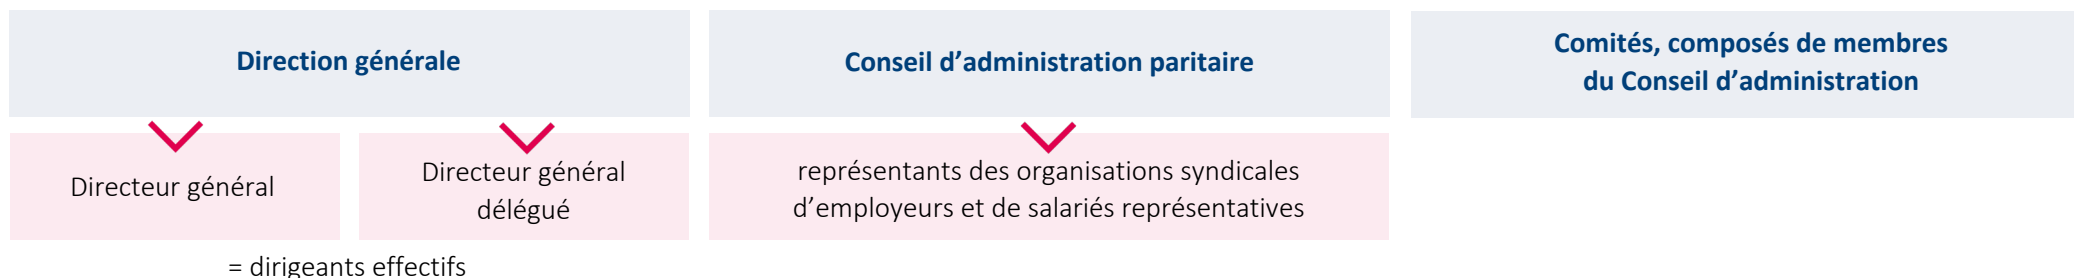 Direction générale
Conseil d’administration paritaire
Comités, composés de membres
du Conseil d’administration
Directeur général
Directeur général
délégué
représentants des organisations syndicales
d’employeurs et de salariés représentatives
= dirigeants effectifs